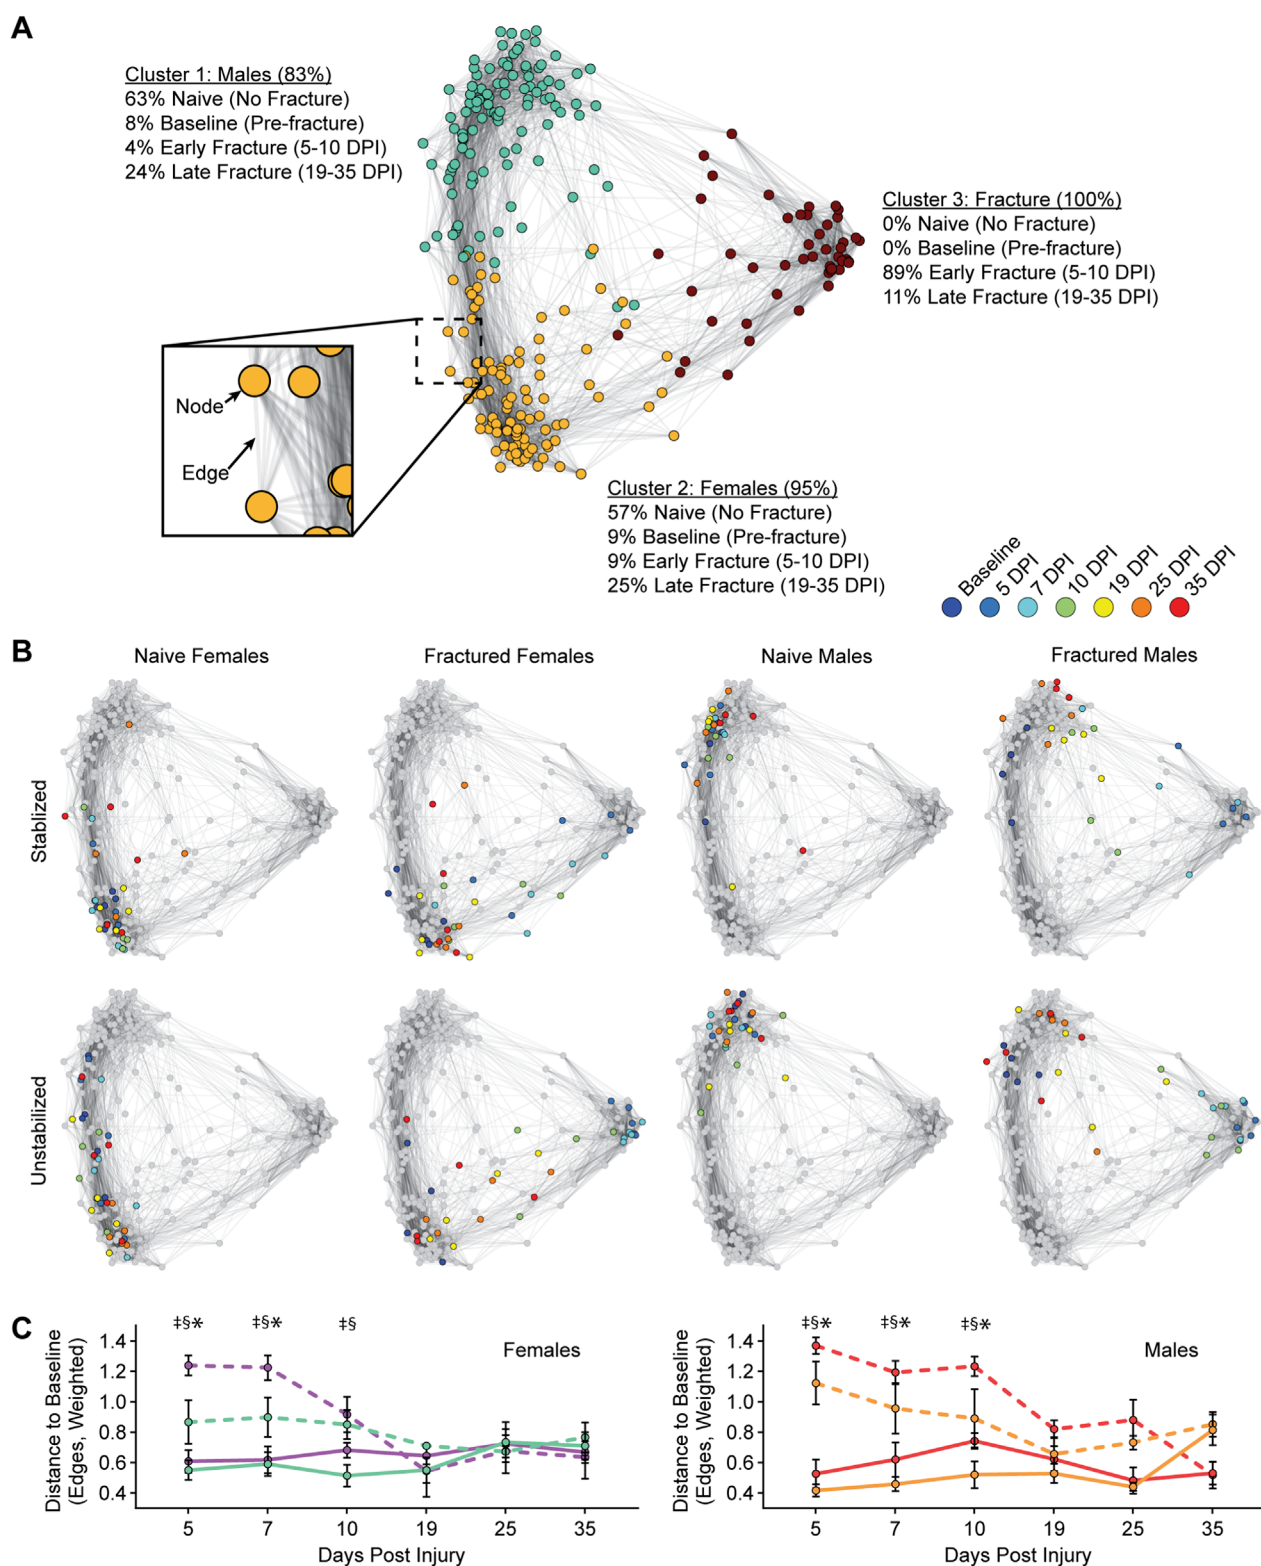 A
Cluster 1: Males (83%)
63% Naive (No Fracture)
8% Baseline (Pre-fracture)
4% Early Fracture (5-10 DPI)
24% Late Fracture (19-35 DPI)
Cluster 3: Fracture (100%)
0% Naive (No Fracture)
0% Baseline (Pre-fracture)
89% Early Fracture (5-10 DPI)
11% Late Fracture (19-35 DPI)
Node
Edge
Cluster 2: Females (95%)
57% Naive (No Fracture)
9% Baseline (Pre-fracture)
9% Early Fracture (5-10 DPI)
25% Late Fracture (19-35 DPI)
Baseline
5 DPI
7 DPI
10 DPI
19 DPI
25 DPI
35 DPI
B
Naive Females
Fractured Females
Naive Males
Fractured Males
Stablized
Unstabilized
C
Distance to Baseline
(Edges, Weighted)
1.4
1.2
1.0
0.8
0.6
0.4
‡§*
‡§*
‡§
Females
5
7
10
19
25
35
Days Post Injury
Distance to Baseline
(Edges, Weighted)
1.4
1.2
1.0
0.8
0.6
0.4
‡§*
‡§*
‡§*
Males
5
7
10
19
25
35
Days Post Injury